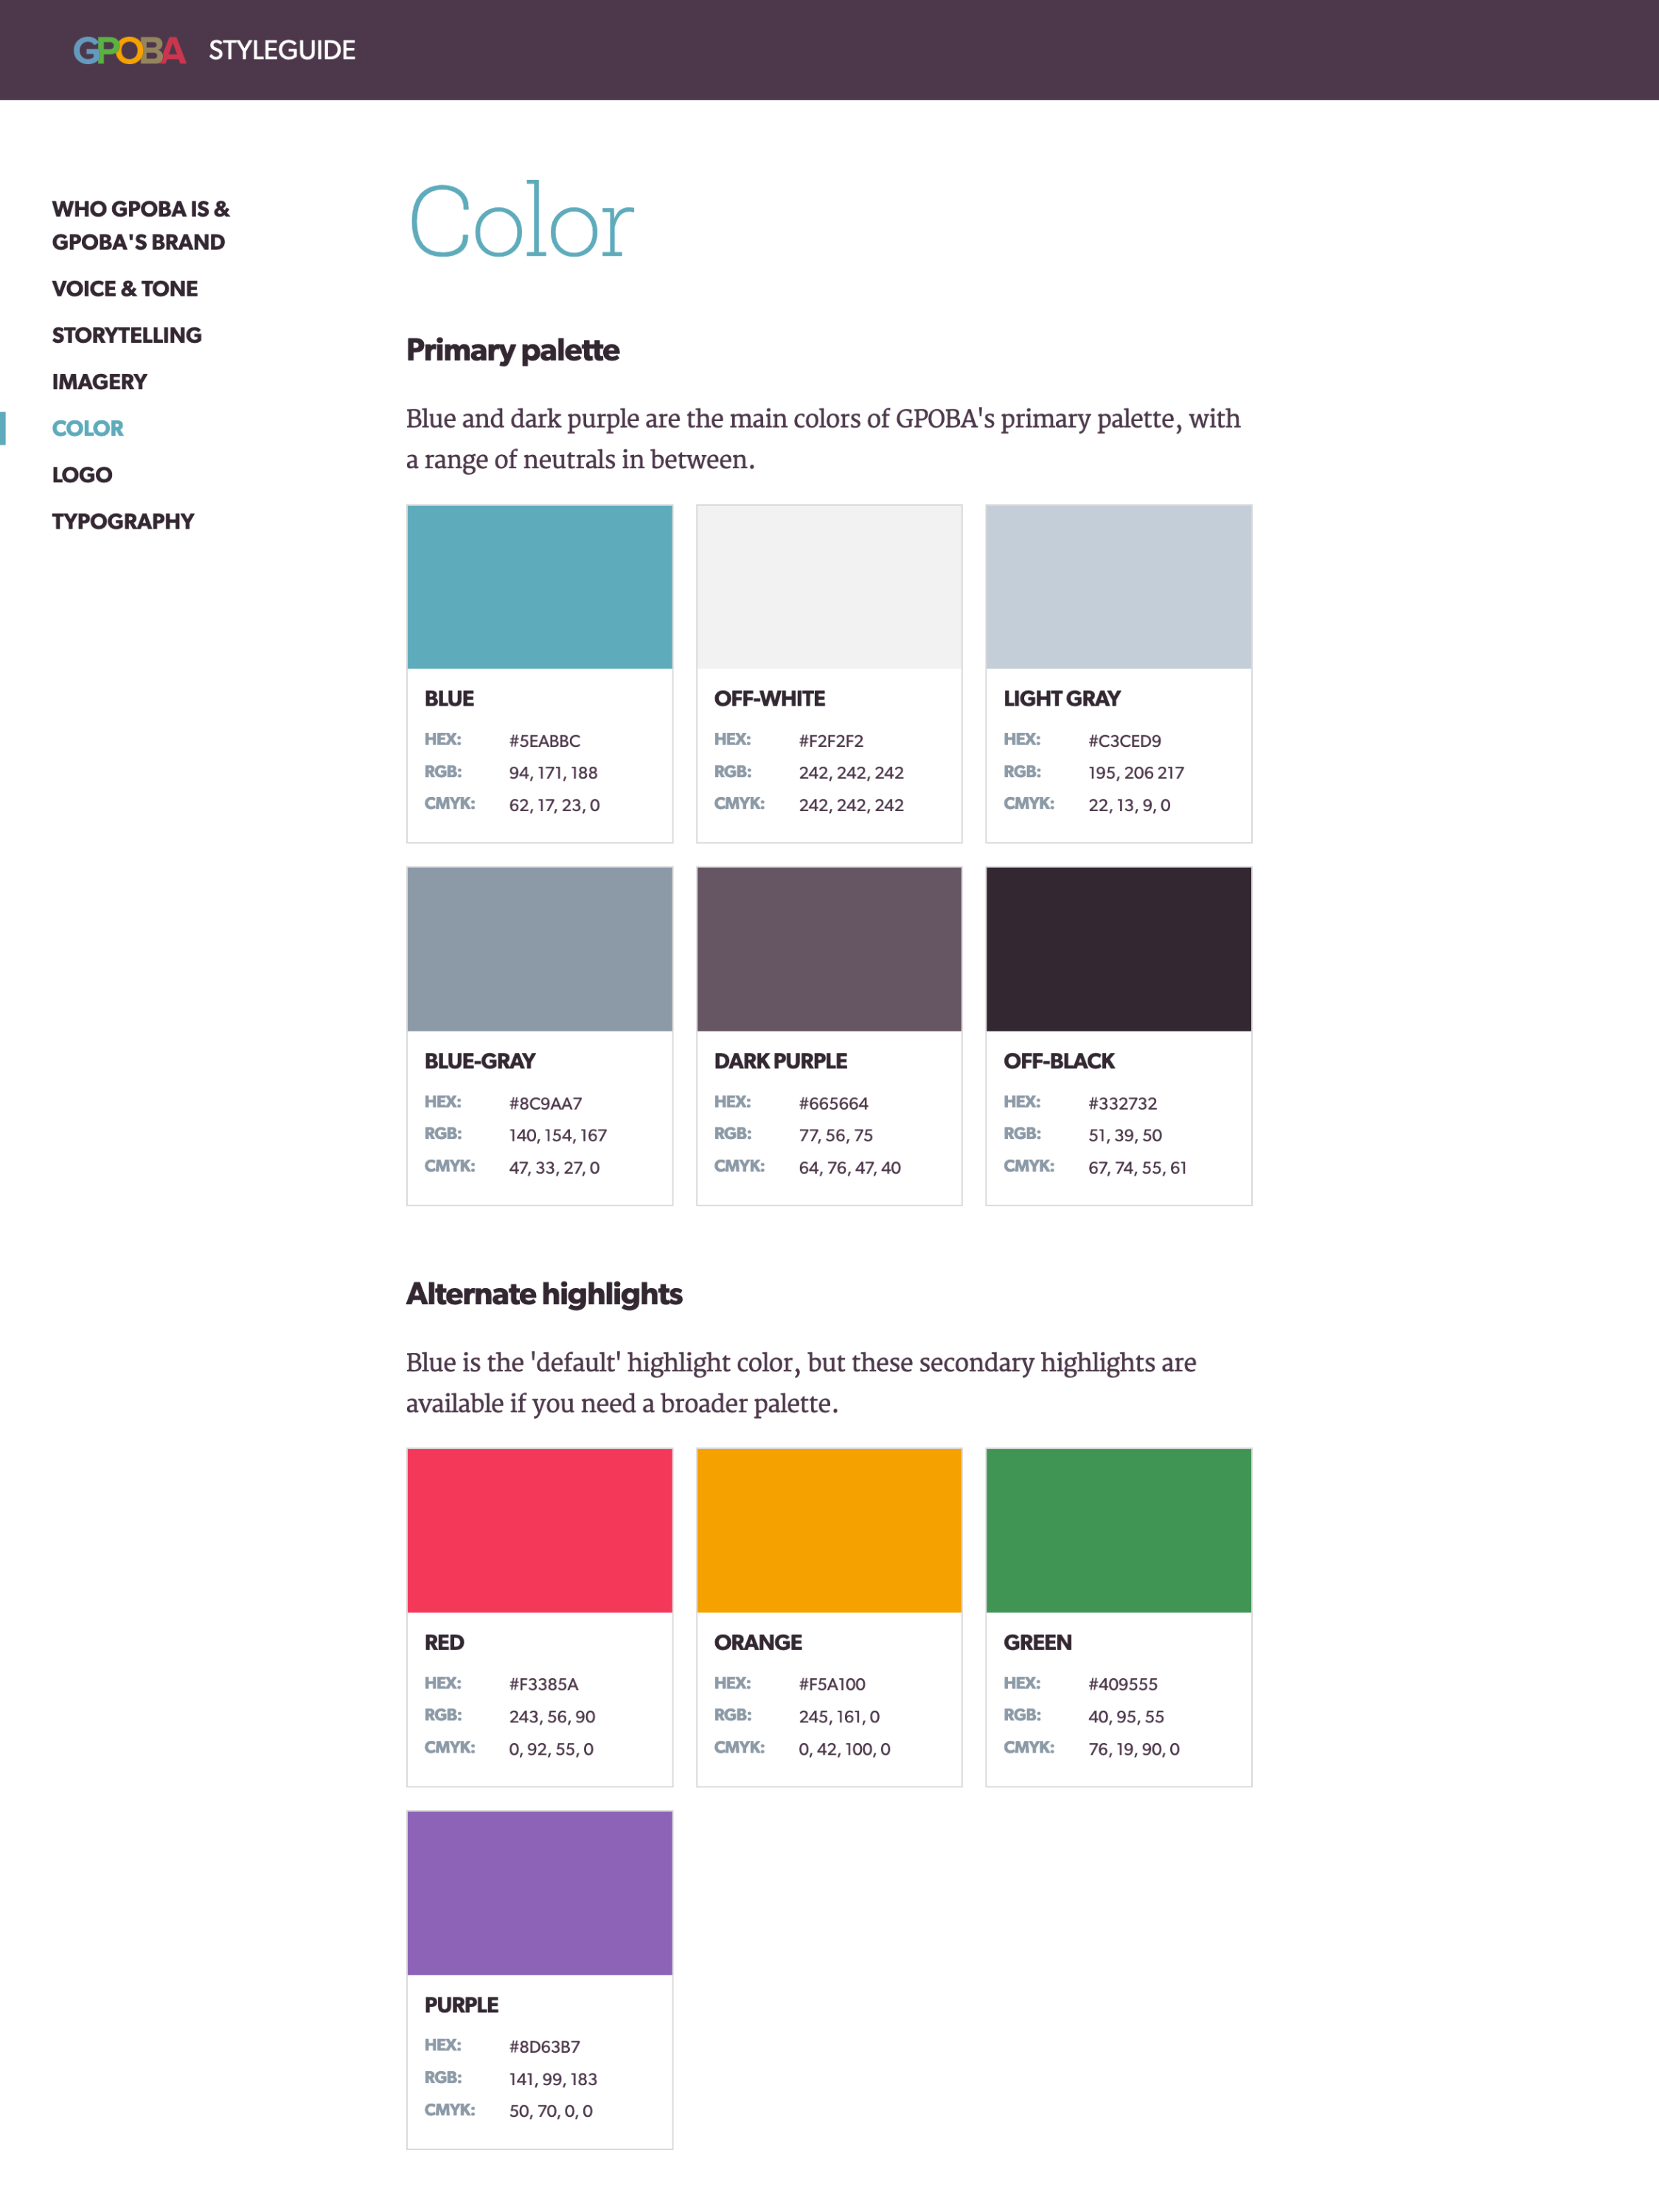 GPOBA STYLEGUIDE
WHO GPOBA IS &
GPOBA'S BRAND
VOICE & TONE
STORYTELLING
IMAGERY
COLOR
LOGO
TYPOGRAPHY
Color
Primary palette
Blue and dark purple are the main colors of GPOBA's primary palette, with
a range of neutrals in between.
BLUE
HEX: #5EABBC
RGB: 94, 171, 188
CMYK: 62, 17, 23, 0
OFF-WHITE
HEX: #F2F2F2
RGB: 242, 242, 242
CMYK: 242, 242, 242
LIGHT GRAY
HEX: #C3CED9
RGB: 195, 206 217
CMYK: 22, 13, 9, 0
BLUE-GRAY
HEX: #8C9AA7
RGB: 140, 154, 167
CMYK: 47, 33, 27, 0
DARK PURPLE
HEX: #665664
RGB: 77, 56, 75
CMYK: 64, 76, 47, 40
OFF-BLACK
HEX: #332732
RGB: 51, 39, 50
CMYK: 67, 74, 55, 61
Alternate highlights
Blue is the 'default' highlight color, but these secondary highlights are
available if you need a broader palette.
RED
HEX: #F3385A
RGB: 243, 56, 90
CMYK: 0, 92, 55, 0
ORANGE
HEX: #F5A100
RGB: 245, 161, 0
CMYK: 0, 42, 100, 0
GREEN
HEX: #409555
RGB: 40, 95, 55
CMYK: 76, 19, 90, 0
PURPLE
HEX: #8D63B7
RGB: 141, 99, 183
CMYK: 50, 70, 0, 0